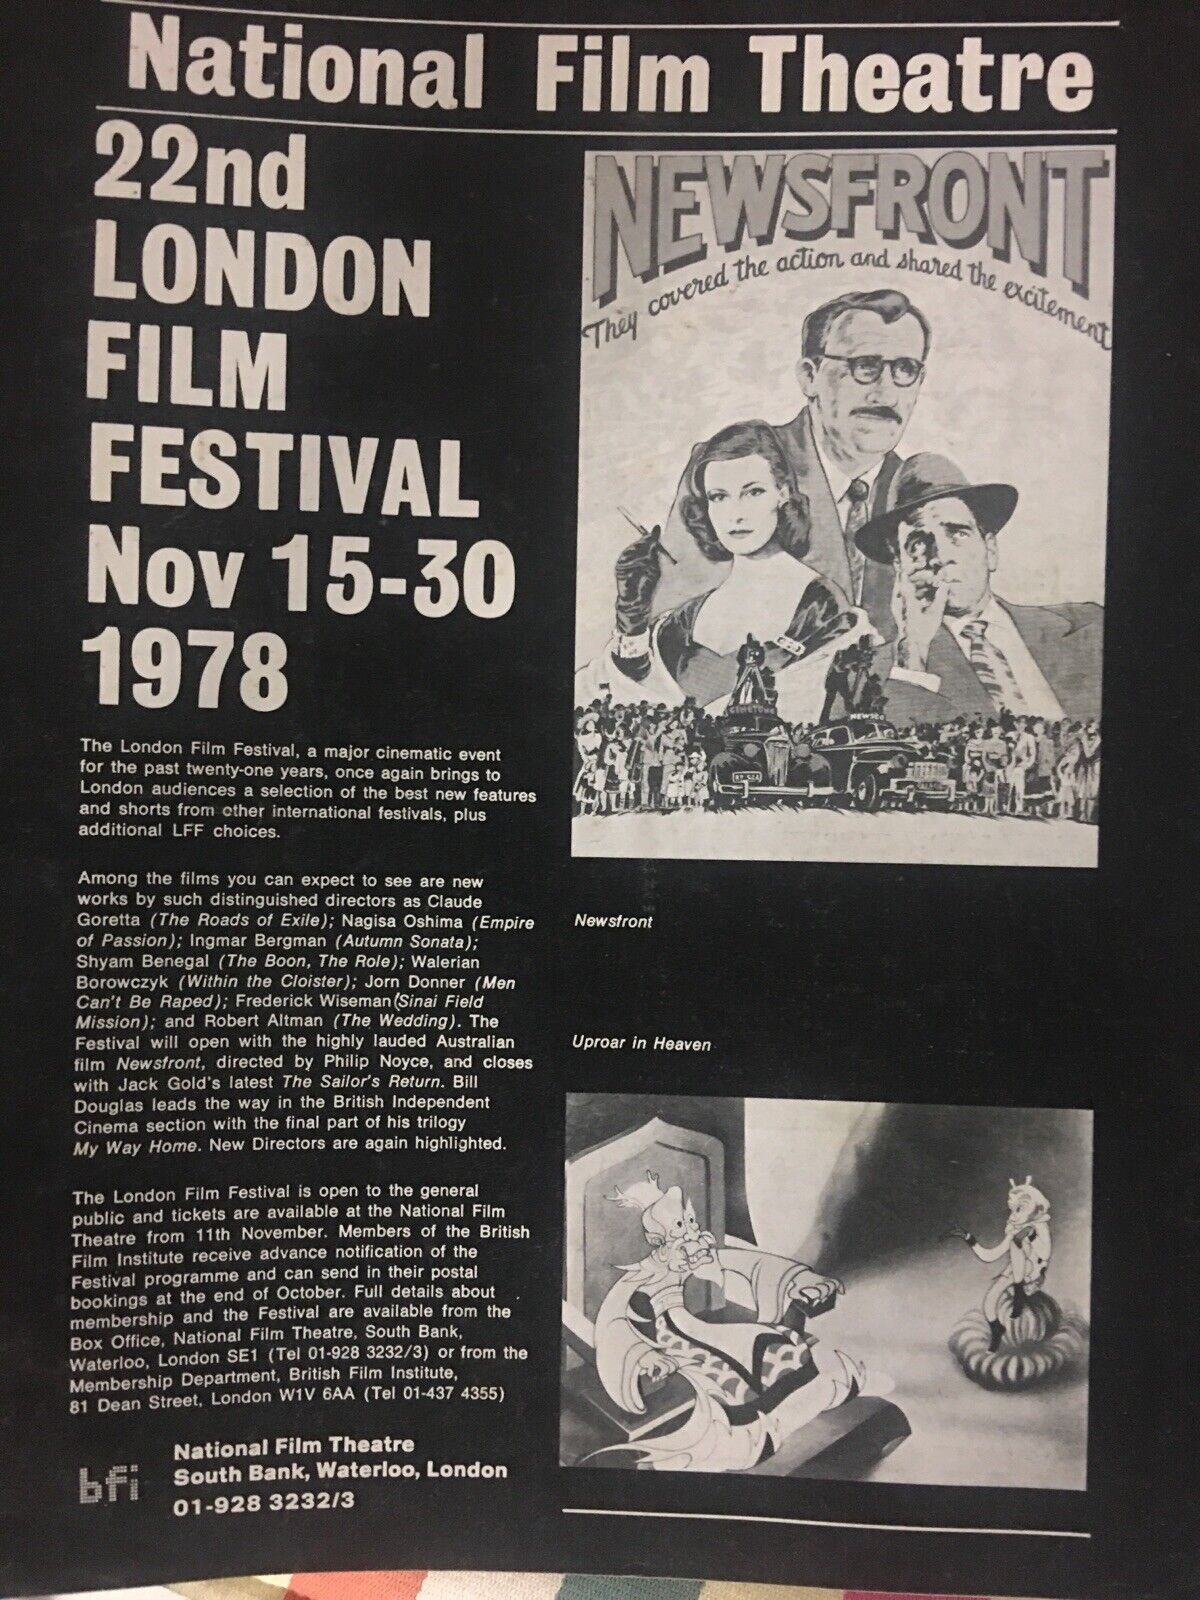 National Film Theatre
22nd
LONDON
FILM
FESTIVAL
Nov 15-30
1978
The London Film Festival, a major cinematic event
for the past twenty-one years, once again brings to
London audiences a selection of the best new features
and shorts from other international festivals, plus
additional LFF choices.
Among the films you can expect to see are new
works by such distinguished directors as Claude
Goretta (The Roads of Exile); Nagisa Oshima (Empire
of Passion); Ingmar Bergman (Autumn Sonata);
Shyam Benegal (The Boon, The Role); Walerian
Borowczyk (Within the Cloister); Jorn Donner (Men
Can't Be Raped); Frederick Wiseman (Sinai Field
Mission); and Robert Altman (The Wedding). The
Festival will open with the highly lauded Australian
film Newsfront, directed by Philip Noyce, and closes
with Jack Gold's latest The Sailor's Return. Bill
Douglas leads the way in the British Independent
Cinema section with the final part of his trilogy
My Way Home. New Directors are again highlighted.
The London Film Festival is open to the general
public and tickets are available at the National Film
Theatre from 11th November. Members of the British
Film Institute receive advance notification of the
Festival programme and can send in their postal
bookings at the end of October. Full details about
membership and the Festival are available from the
Box Office, National Film Theatre, South Bank,
Waterloo, London SE1 (Tel 01-928 3232/3) or from the
Membership Department, British Film Institute,
81 Dean Street, London W1V 6AA (Tel 01-437 4355)
bfi
National Film Theatre
South Bank, Waterloo, London
01-928 3232/3
NEWSFRONT
They covered the action and shared the excitement
CINETONE
NEWSCO
Newsfront
Uproar in Heaven